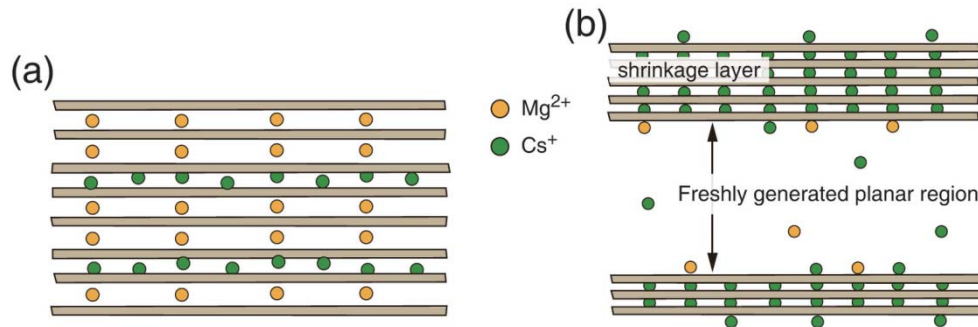 (a)
Mg2+
Cs+
(b)
shrinkage layer
Freshly generated planar region